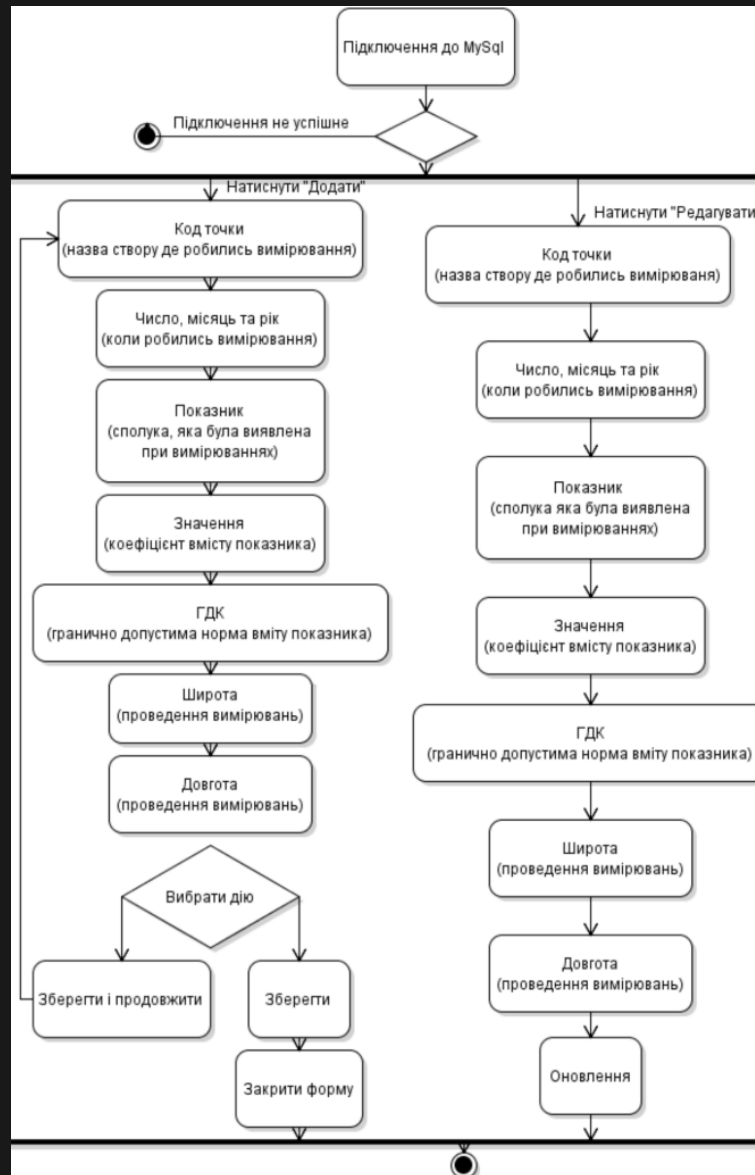 Підключення до MySql
Підключення не успішне
Натиснути "Додати"
Код точки
(назва створу де робились вимірювання)
Число, місяць та рік
(коли робились вимірювання)
Показник
(сполука, яка була виявлена
при вимірюваннях)
Значення
(коефіцієнт вмісту показника)
ГДК
(гранично допустима норма вміту показника)
Широта
(проведення вимірювань)
Довгота
(проведення вимірювань)
Вибрати дію
Зберегти і продовжити
Зберегти
Закрити форму
Натиснути "Редагувати
Код точки
(назва створу де робились вимірюваня)
Число, місяць та рік
(коли робились вимірювання)
Показник
(сполука яка була виявлена
при вимірюваннях)
Значення
(коефіцієнт вмісту показника)
ГДК
(гранично допустима норма вміту показника)
Широта
(проведення вимірювань)
Довгота
(проведення вимірювань)
Оновлення